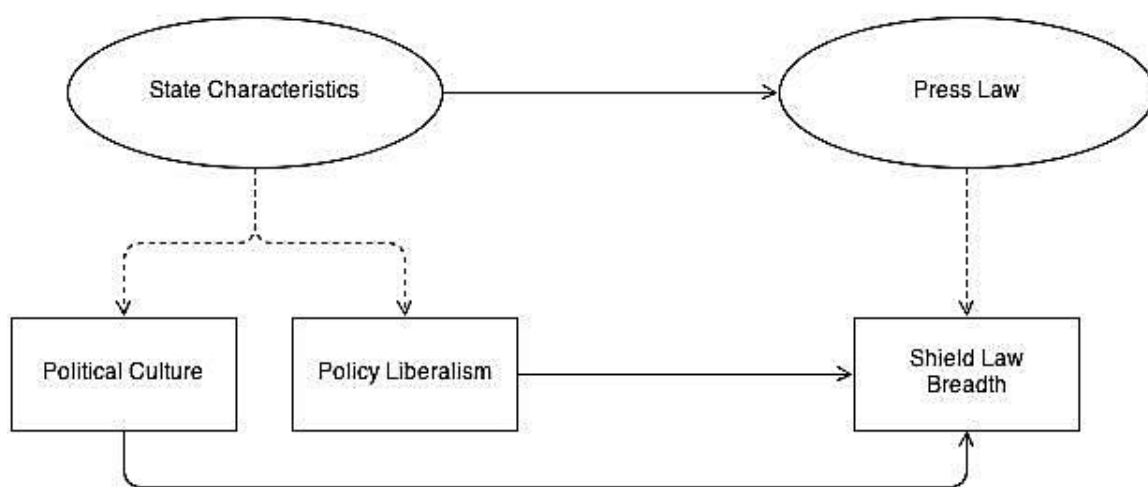 State Characteristics
Press Law
Political Culture
Policy Liberalism
Shield Law
Breadth